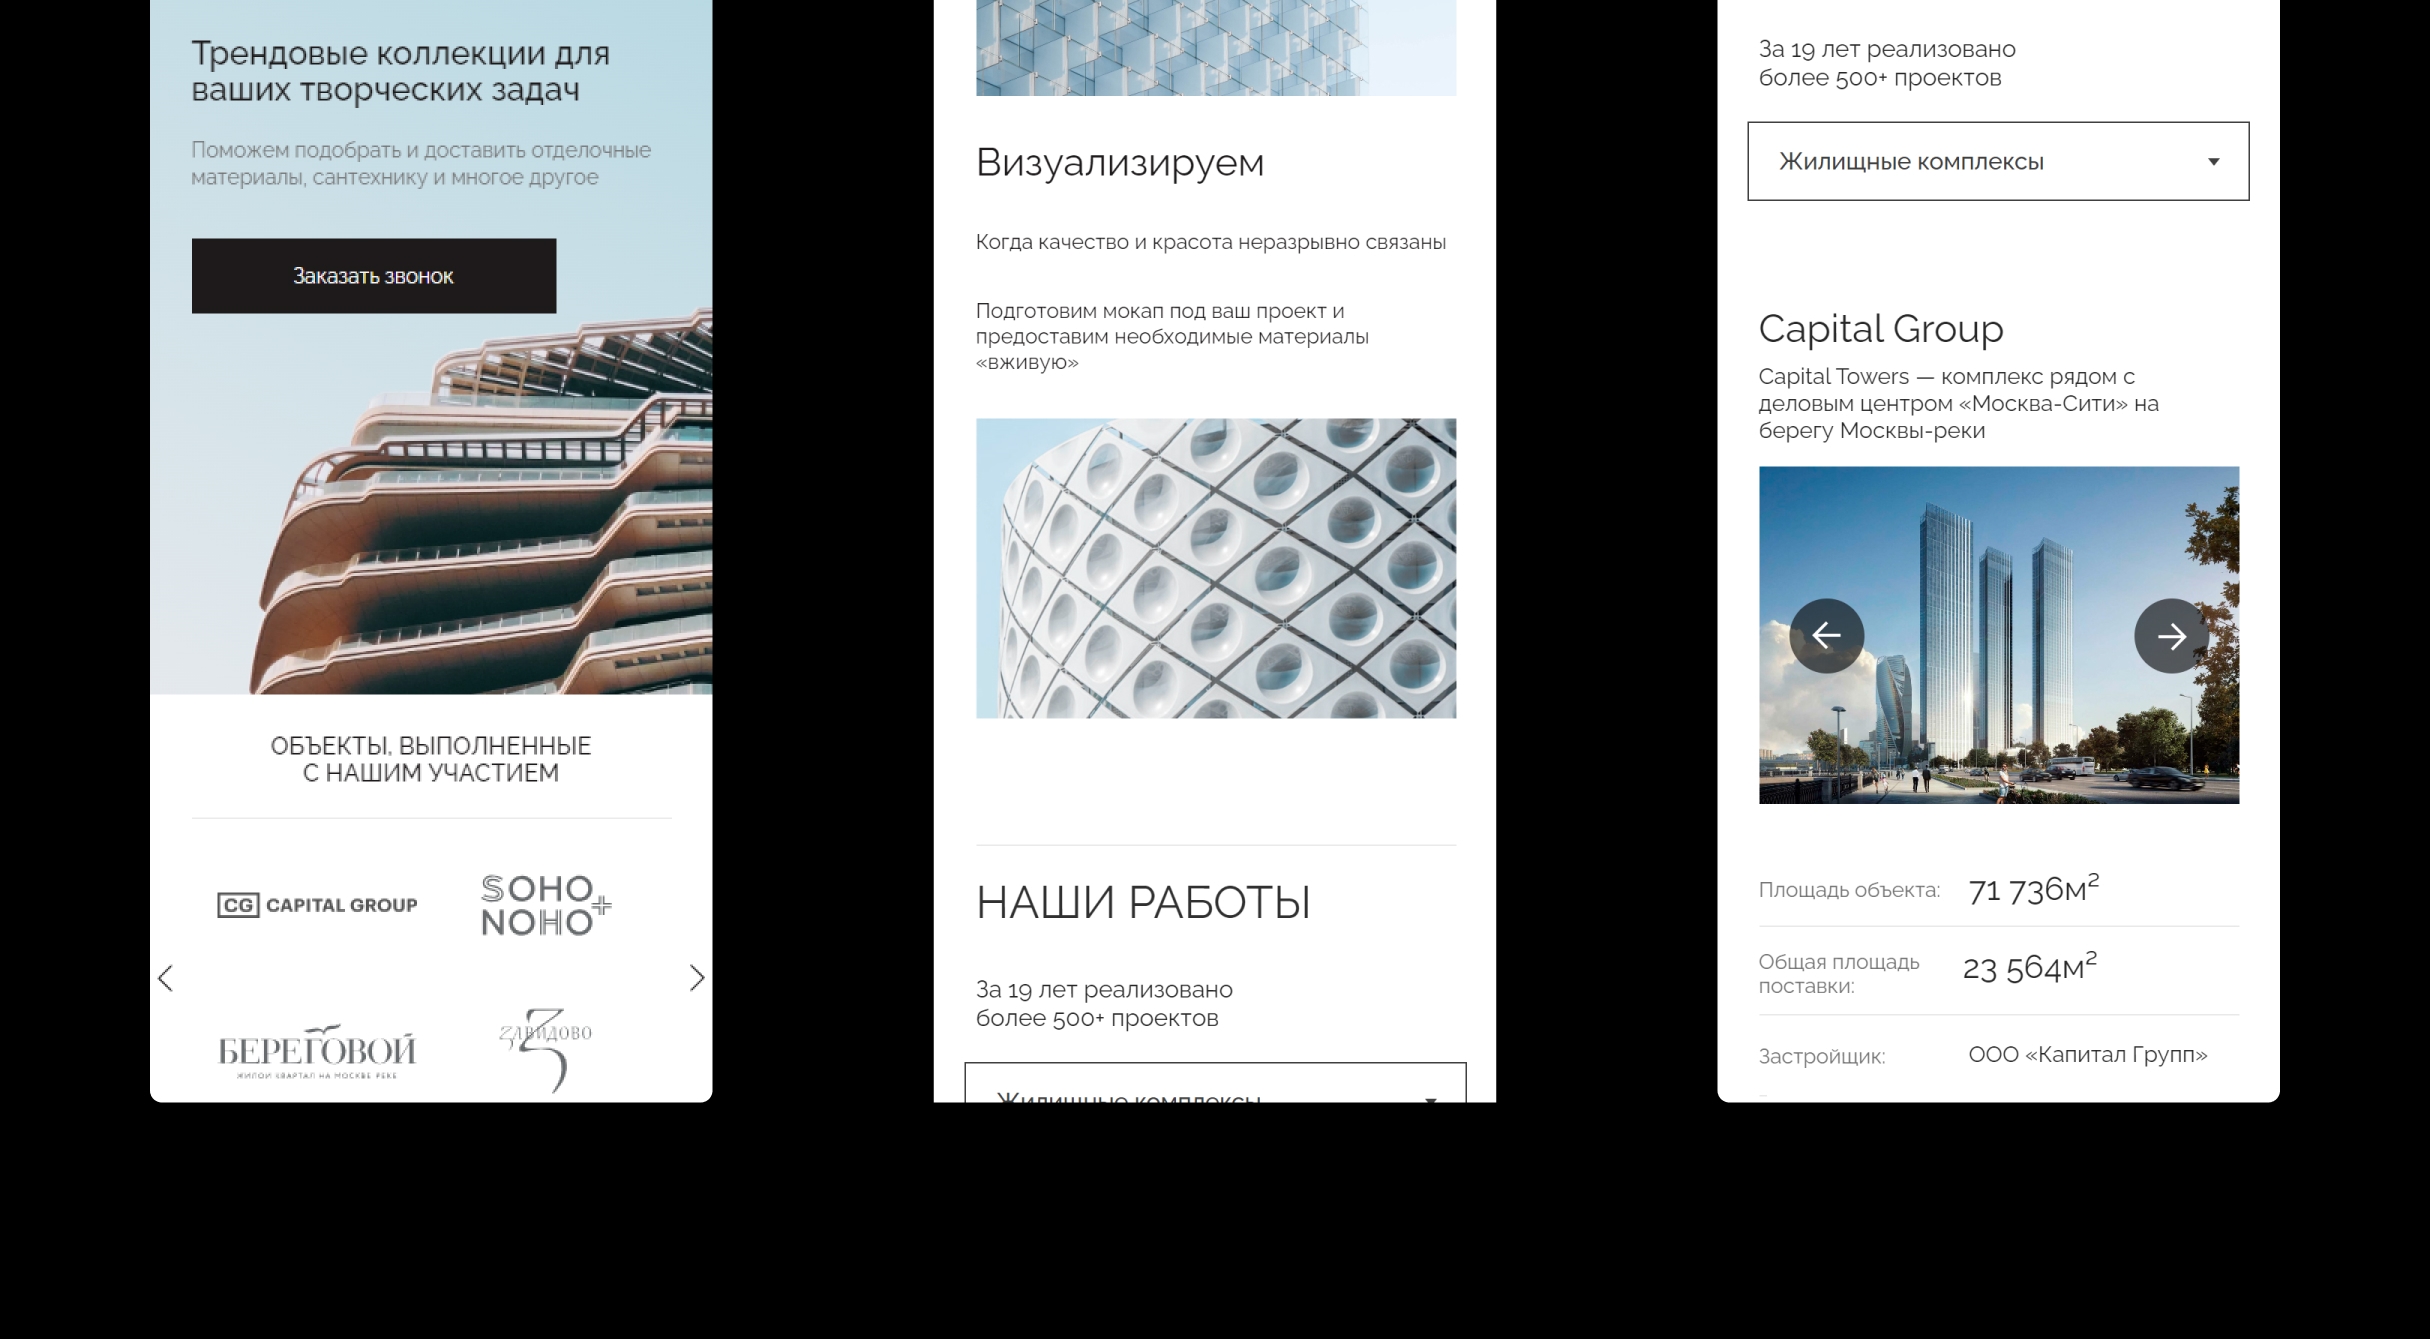 Трендовые коллекции для
ваших творческих задач
Поможем подобрать и доставить отделочные
материалы, сантехнику и многое другое
Заказать звонок
ОБЪЕКТЫ, ВЫПОЛНЕННЫЕ
С НАШИМ УЧАСТИЕМ
CG CAPITAL GROUP
SOHO
NOHO
БЕРЕГОВОЙ
ЖИЛОЙ КВАРТАЛ НА МОСКВЕ РЕКЕ
ЗАВИДОВО
Визуализируем
Когда качество и красота неразрывно связаны
Подготовим мокап под ваш проект и
предоставим необходимые материалы
«вживую»
НАШИ РАБОТЫ
За 19 лет реализовано
более 500+ проектов
Жилищные комплексы
За 19 лет реализовано
более 500+ проектов
Жилищные комплексы
Capital Group
Capital Towers — комплекс рядом с
деловым центром «Москва-Сити» на
берегу Москвы-реки
Площадь объекта: 71 736м²
Общая площадь
поставки: 23 564м²
Застройщик: ООО «Капитал Групп»